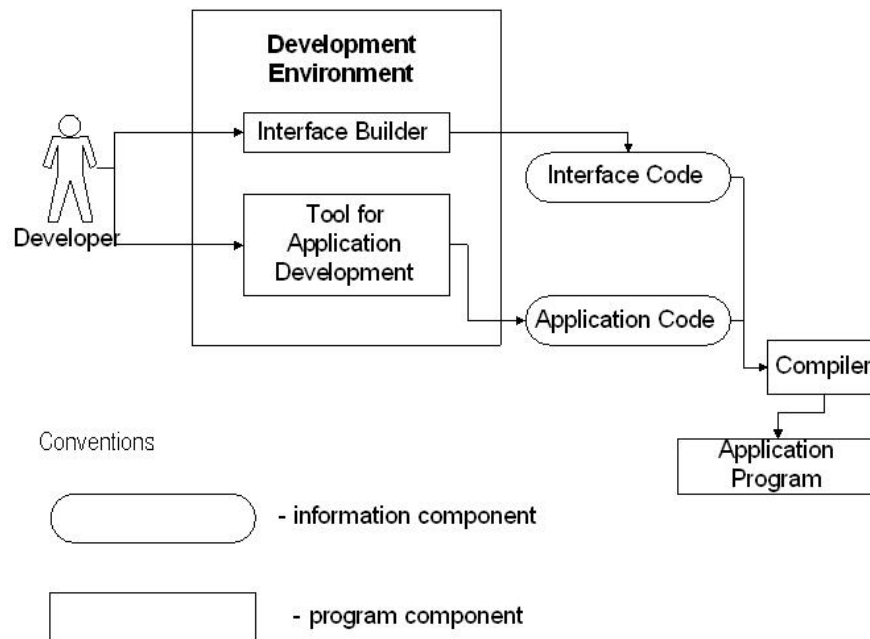 Development
Environment
Interface Builder
Interface Code
Developer
Tool for
Application
Development
Application Code
Compiler
Application
Program
Conventions
- information component
- program component